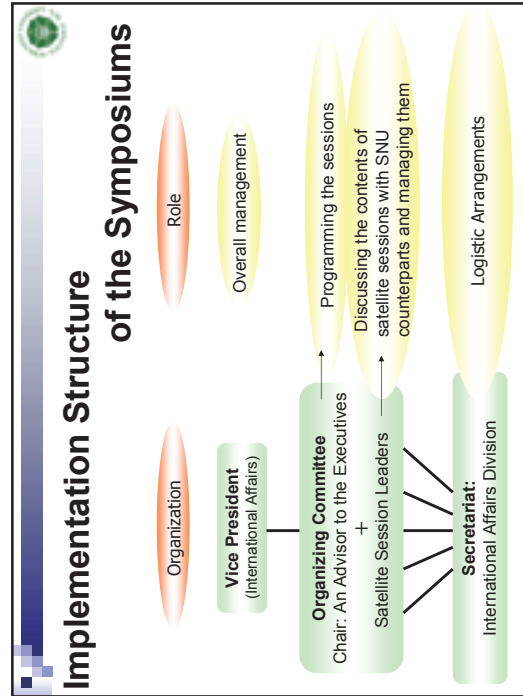 Implementation Structure
of the Symposiums
Organization
Role
Vice President
(International Affairs)
Overall management
Organizing Committee
Chair: An Advisor to the Executives
+
Satellite Session Leaders
Programming the sessions
Discussing the contents of
satellite sessions with SNU
counterparts and managing them
Secretariat:
International Affairs Division
Logistic Arrangements